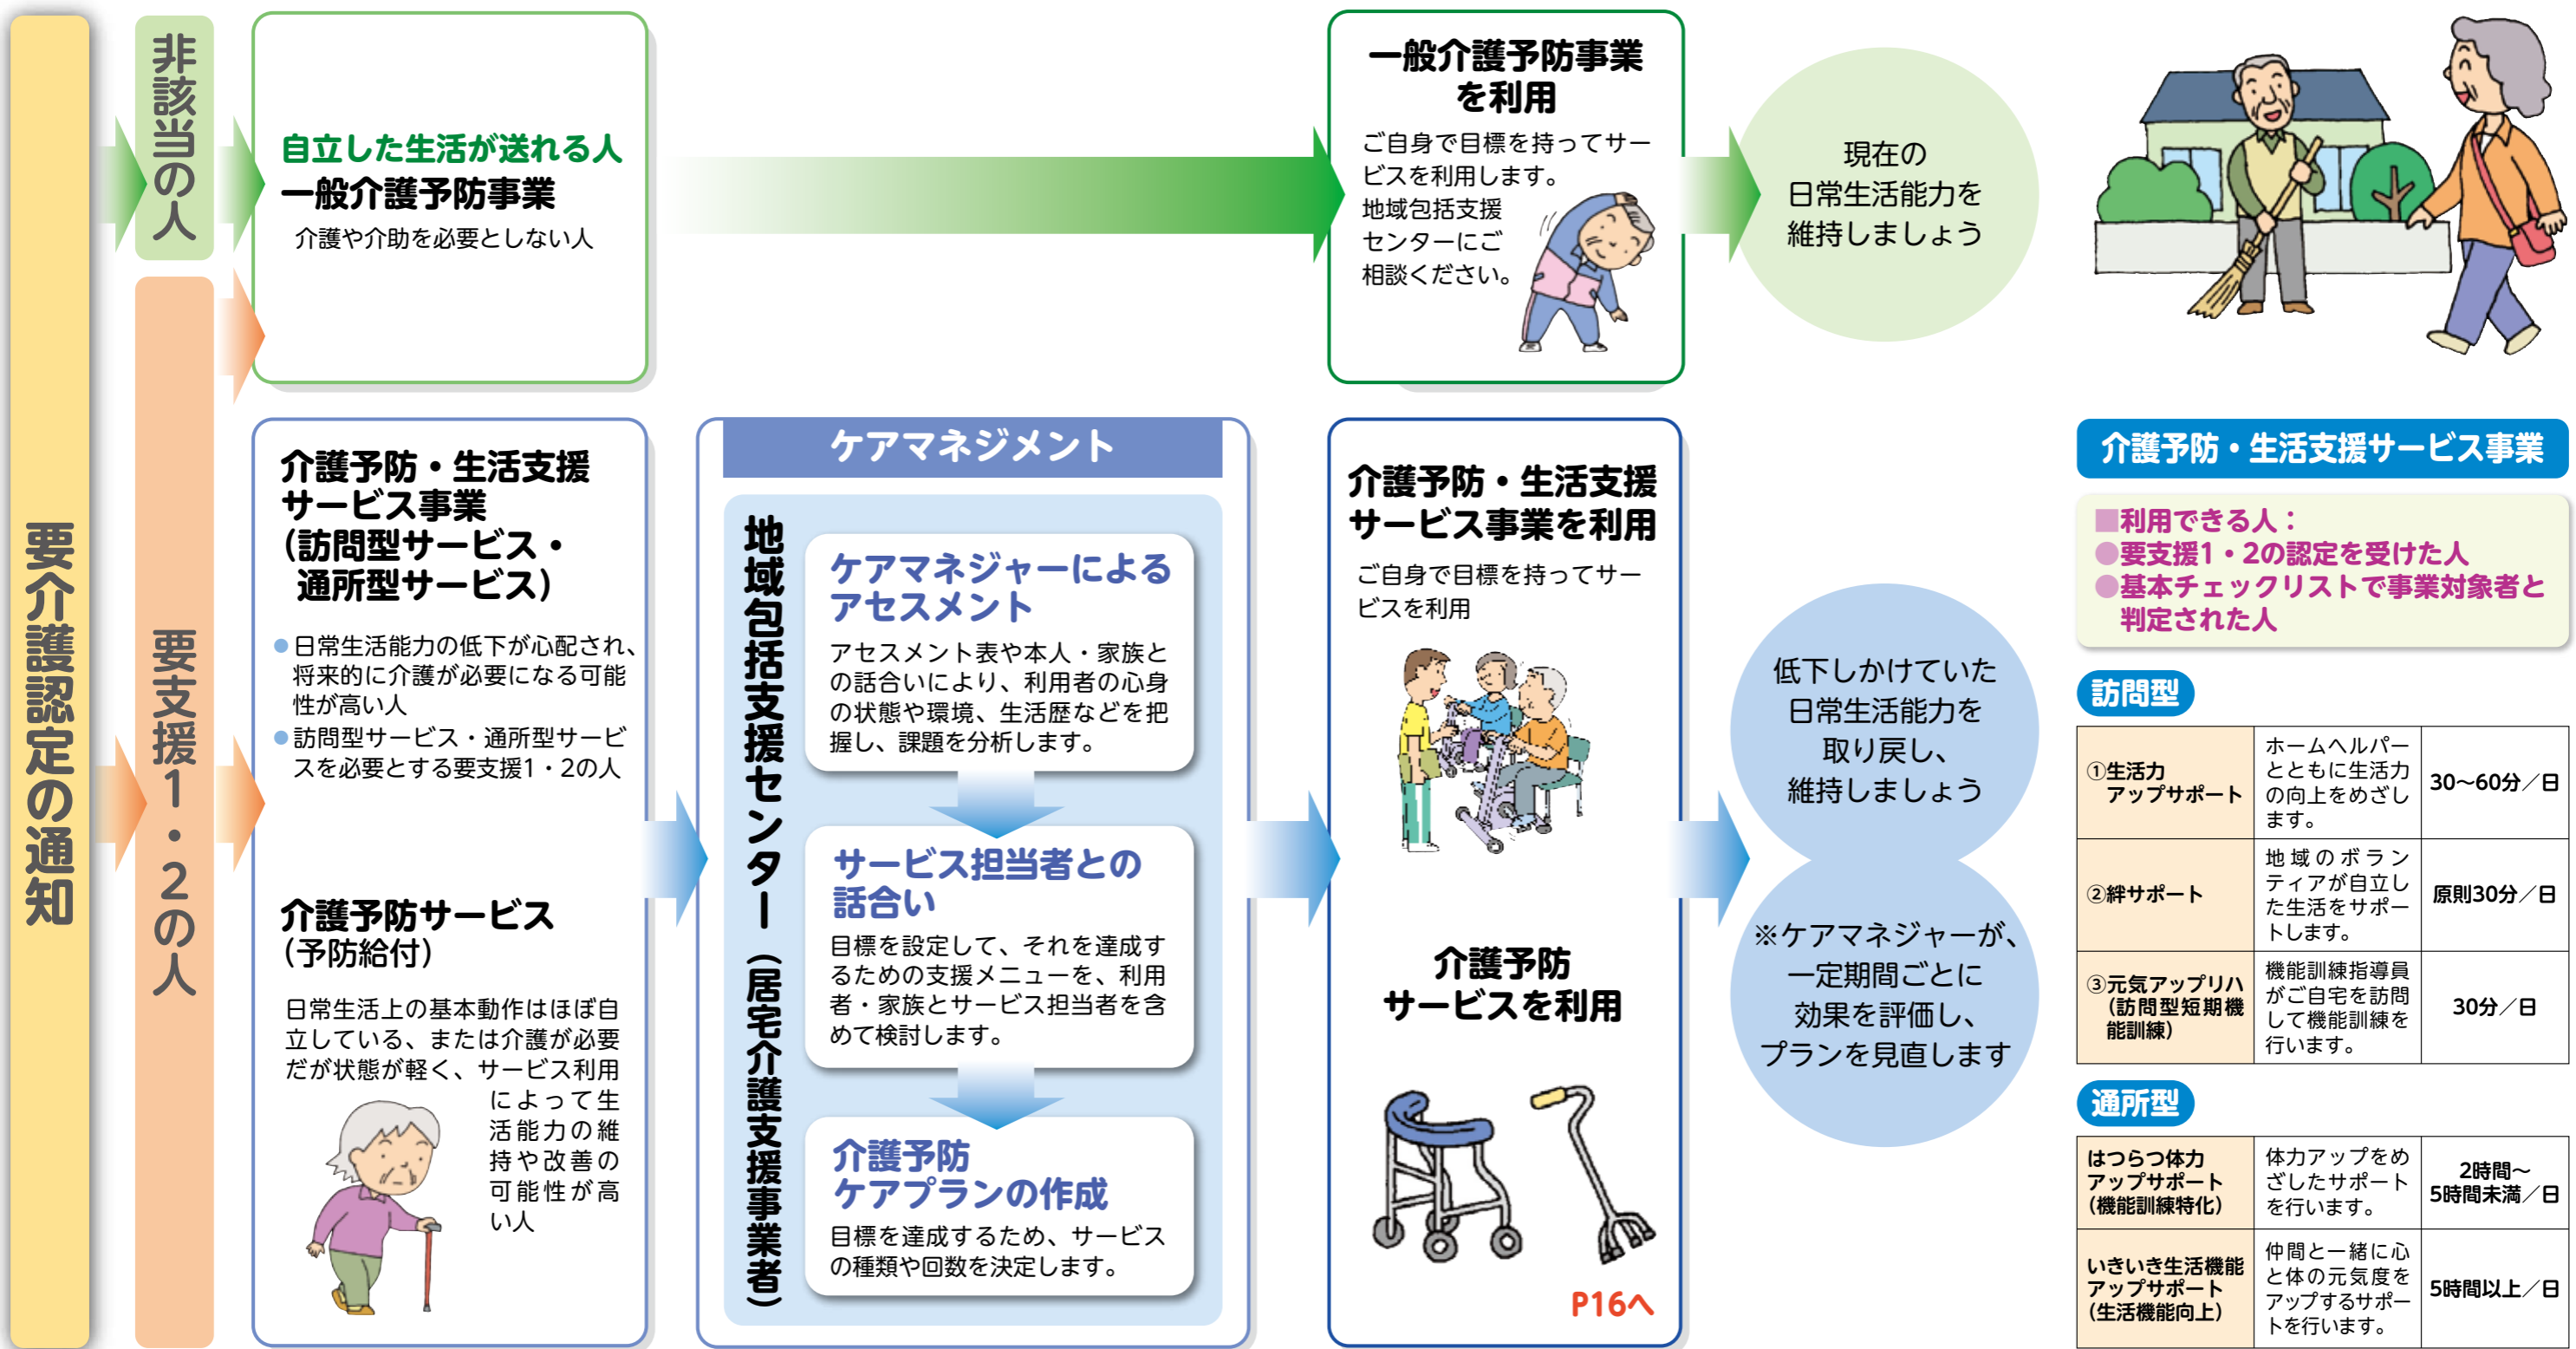 要介護認定の通知
非該当の人
要支援1・2の人
自立した生活が送れる人
一般介護予防事業
介護や介助を必要としない人
一般介護予防事業
を利用
ご自身で目標を持ってサー
ビスを利用します。
地域包括支援
センターにご
相談ください。
現在の
日常生活能力を
維持しましょう
介護予防・生活支援
サービス事業
(訪問型サービス・
通所型サービス)
●日常生活能力の低下が心配され、
将来的に介護が必要になる可能
性が高い人
●訪問型サービス・通所型サービ
スを必要とする要支援1・2の人
介護予防サービス
(予防給付)
日常生活上の基本動作はほぼ自
立している、または介護が必要
だが状態が軽く、サービス利用
によって生
活能力の維
持や改善の
可能性が高
い人
ケアマネジメント
地域包括支援センター(居宅介護支援事業者)
ケアマネジャーによる
アセスメント
アセスメント表や本人・家族と
の話合いにより、利用者の心身
の状態や環境、生活歴などを把
握し、課題を分析します。
サービス担当者との
話合い
目標を設定して、それを達成す
るための支援メニューを、利用
者・家族とサービス担当者を含
めて検討します。
介護予防
ケアプランの作成
目標を達成するため、サービス
の種類や回数を決定します。
介護予防・生活支援
サービス事業を利用
ご自身で目標を持ってサー
ビスを利用
介護予防
サービスを利用
P16へ
低下しかけていた
日常生活能力を
取り戻し、
維持しましょう
※ケアマネジャーが、
一定期間ごとに
効果を評価し、
プランを見直します
介護予防・生活支援サービス事業
■利用できる人：
●要支援1・2の認定を受けた人
●基本チェックリストで事業対象者と
判定された人
訪問型
①生活力
アップサポート
ホームヘルパー
とともに生活力
の向上をめざし
ます。
30〜60分／日
②絆サポート
地域のボラン
ティアが自立し
た生活をサポー
トします。
原則30分／日
③元気アップリハ
(訪問型短期機
能訓練)
機能訓練指導員
がご自宅を訪問
して機能訓練を
行います。
30分／日
通所型
はつらつ体力
アップサポート
(機能訓練特化)
体力アップをめ
ざしたサポート
を行います。
2時間〜
5時間未満／日
いきいき生活機能
アップサポート
(生活機能向上)
仲間と一緒に心
と体の元気度を
アップするサポー
トを行います。
5時間以上／日